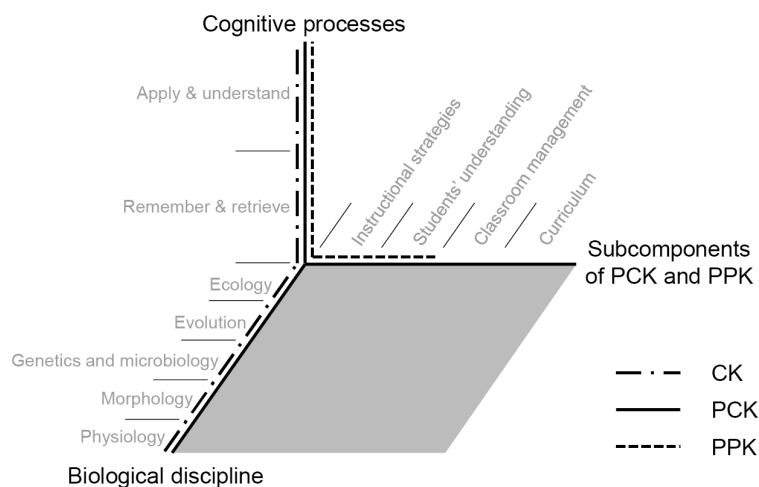 Cognitive processes
Apply & understand
Remember & retrieve
Instructional strategies
Students' understanding
Classroom management
Curriculum
Subcomponents
of PCK and PPK
Ecology
Evolution
Genetics and microbiology
Morphology
Physiology
Biological discipline
CK
PCK
PPK